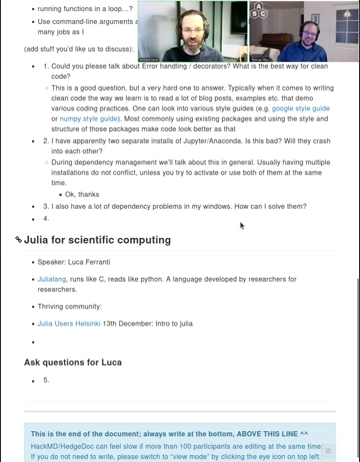 running functions in a loop…?
Use command-line arguments a
many jobs as I
A
S C
(add stuff you'd like us to discuss):
1. Could you please talk about Error handling / decorators? What is the best way for clean
code?
This is a good question, but a very hard one to answer. Typically when it comes to writing
clean code the way we learn is to read a lot of blog posts, examples etc. that demo
various coding practices. One can look into various style guides (e.g. google style guide
or numpy style guide). Most commonly using existing packages and using the style and
structure of those packages make code look better as that
2. I have apparently two separate installs of Jupyter/Anaconda. Is this bad? Will they crash
into each other?
During dependency management we'll talk about this in general. Usually having multiple
installations do not conflict, unless you try to activate or use both of them at the same
time.
Ok, thanks
3. I also have a lot of dependency problems in my windows. How can I solve them?
4.
Julia for scientific computing
Speaker: Luca Ferranti
Julialang, runs like C, reads like python. A language developed by researchers for
researchers.
Thriving community:
Julia Users Helsinki 13th December: Intro to julia
Ask questions for Luca
5.
This is the end of the document; always write at the bottom, ABOVE THIS LINE ^^
HackMD/HedgeDoc can feel slow if more than 100 participants are editing at the same time:
If you do not need to write, please switch to "view mode" by clicking the eye icon on top left.